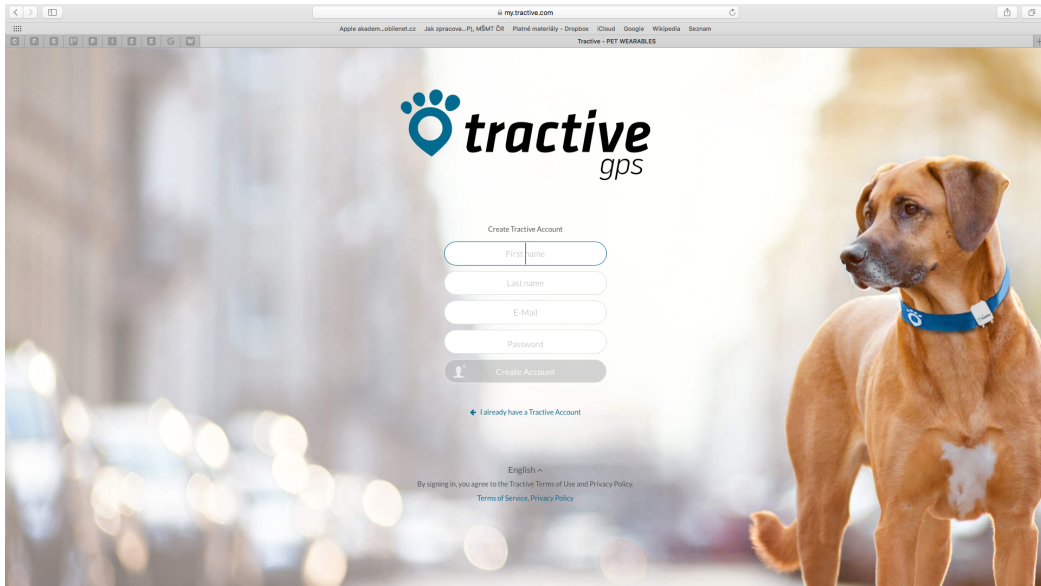 my.tractive.com
Apple akadem...obilenet.cz Jak zpracova...P), MŠMT ČR Platné materiály - Dropbox iCloud Google Wikipedia Seznam
Tractive - PET WEARABLES
tractive
gps
Create Tractive Account
First name
Last name
E-Mail
Password
Create Account
I already have a Tractive Account
English
By signing in, you agree to the Tractive Terms of Use and Privacy Policy.
Terms of Service, Privacy Policy